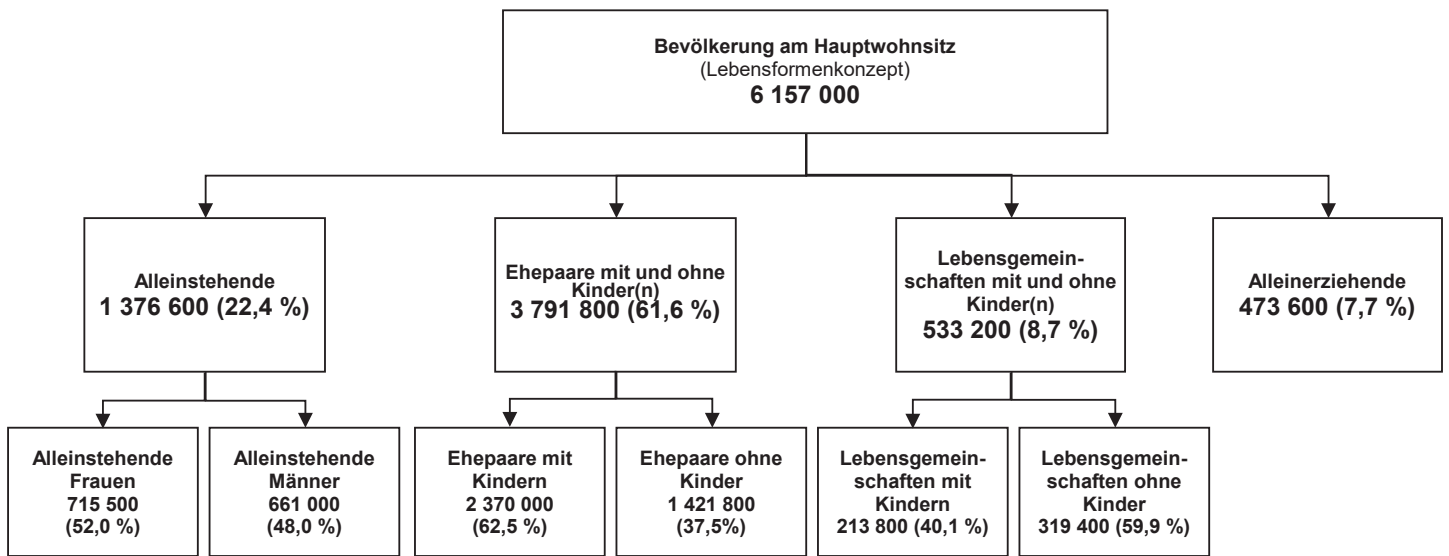 Bevölkerung am Hauptwohnsitz
(Lebensformenkonzept)
6 157 000
Alleinstehende
1 376 600 (22,4 %)
Ehepaare mit und ohne
Kinder(n)
3 791 800 (61,6 %)
Lebensgemein-
schaften mit und ohne
Kinder(n)
533 200 (8,7 %)
Alleinerziehende
473 600 (7,7 %)
Alleinstehende
Frauen
715 500
(52,0 %)
Alleinstehende
Männer
661 000
(48,0 %)
Ehepaare mit
Kindern
2 370 000
(62,5 %)
Ehepaare ohne
Kinder
1 421 800
(37,5%)
Lebensgemein-
schaften mit
Kindern
213 800 (40,1 %)
Lebensgemein-
schaften ohne
Kinder
319 400 (59,9 %)